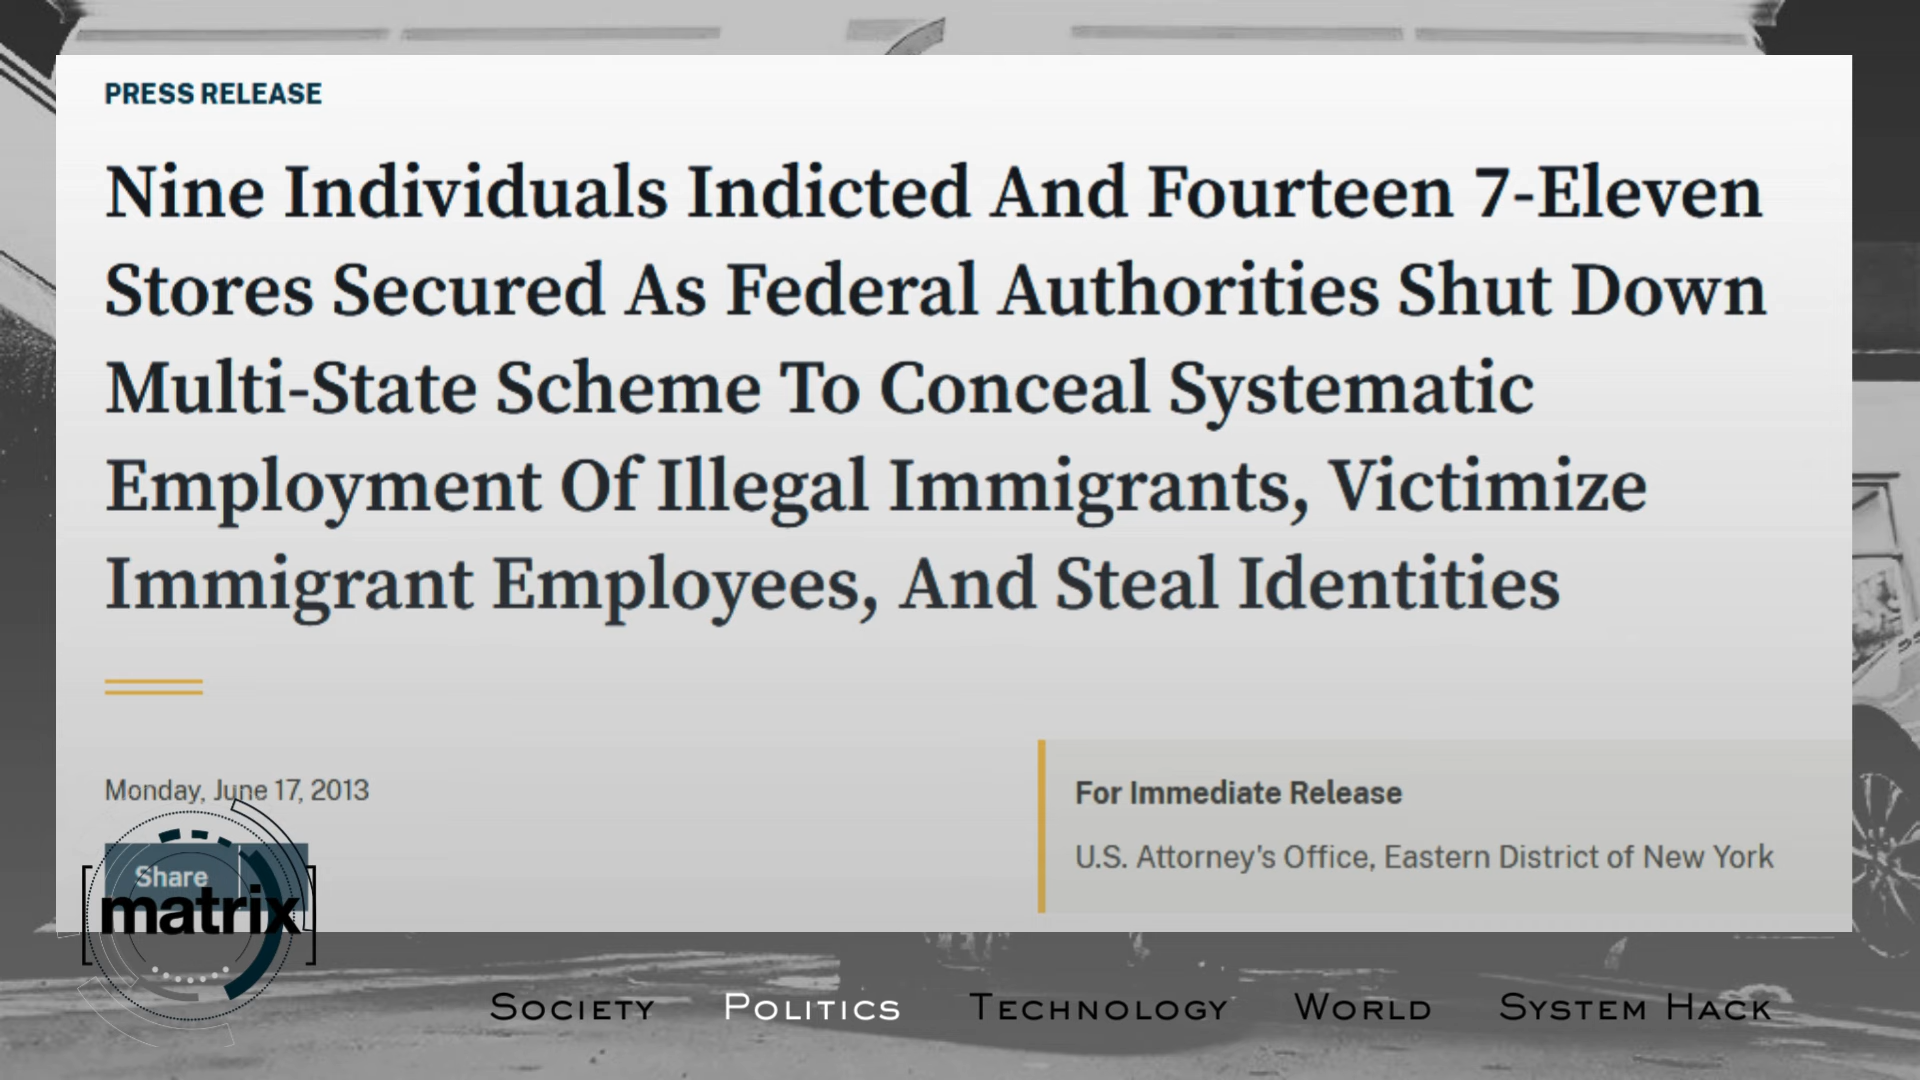 PRESS RELEASE
Nine Individuals Indicted And Fourteen 7-Eleven
Stores Secured As Federal Authorities Shut Down
Multi-State Scheme To Conceal Systematic
Employment Of Illegal Immigrants, Victimize
Immigrant Employees, And Steal Identities
Monday, June 17, 2013
For Immediate Release
U.S. Attorney's Office, Eastern District of New York
Share
[matrix]
Society Politics Technology World System Hack